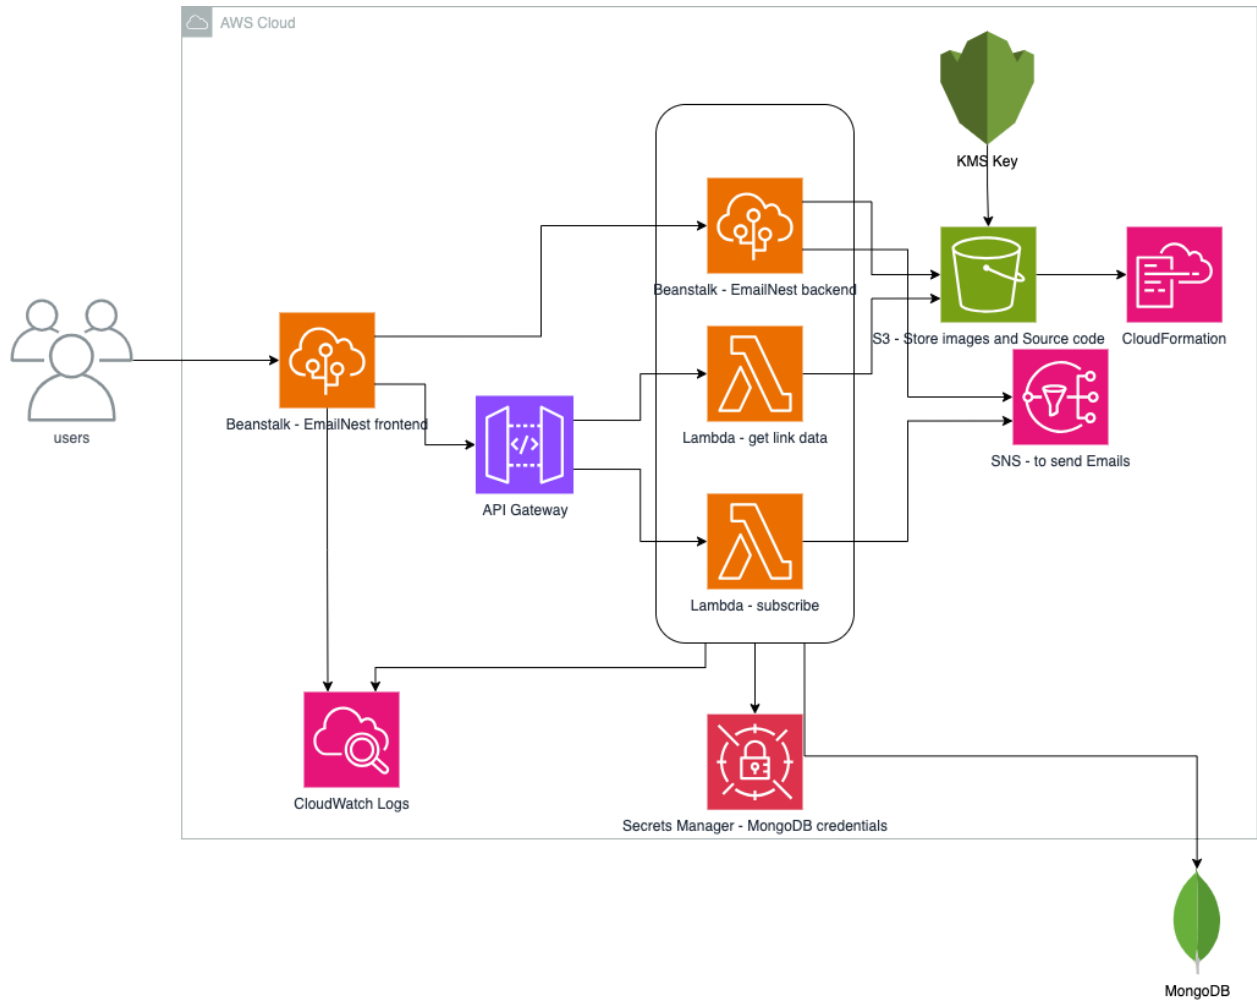 AWS Cloud
KMS Key
Beanstalk - EmailNest backend
S3 - Store images and Source code
CloudFormation
users
Beanstalk - EmailNest frontend
Lambda - get link data
SNS - to send Emails
API Gateway
Lambda - subscribe
CloudWatch Logs
Secrets Manager - MongoDB credentials
MongoDB